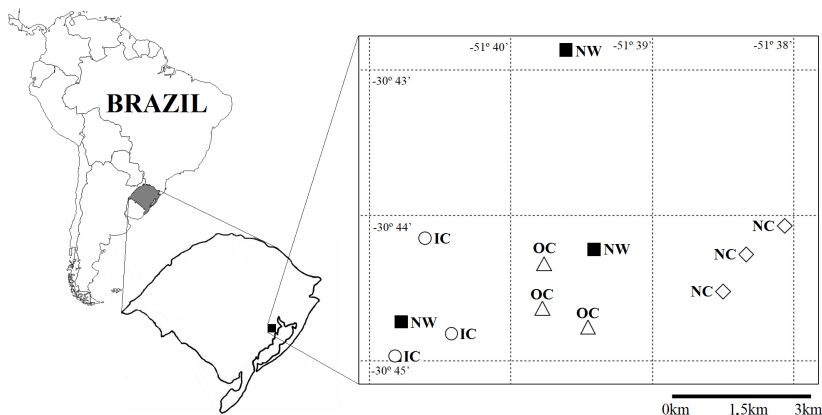 BRAZIL
-51º 40'
-51º 39'
-51º 38'
NW
-30º 43'
-30º 44'
IC
OC
NW
NC
NC
OC
NC
OC
NW
IC
IC
-30º 45'
0km
1.5km
3km